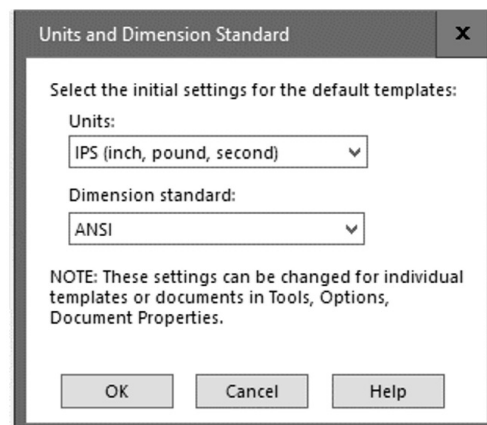 Units and Dimension Standard
X
Select the initial settings for the default templates:
Units:
IPS (inch, pound, second)
Dimension standard:
ANSI
NOTE: These settings can be changed for individual
templates or documents in Tools, Options,
Document Properties.
OK Cancel Help